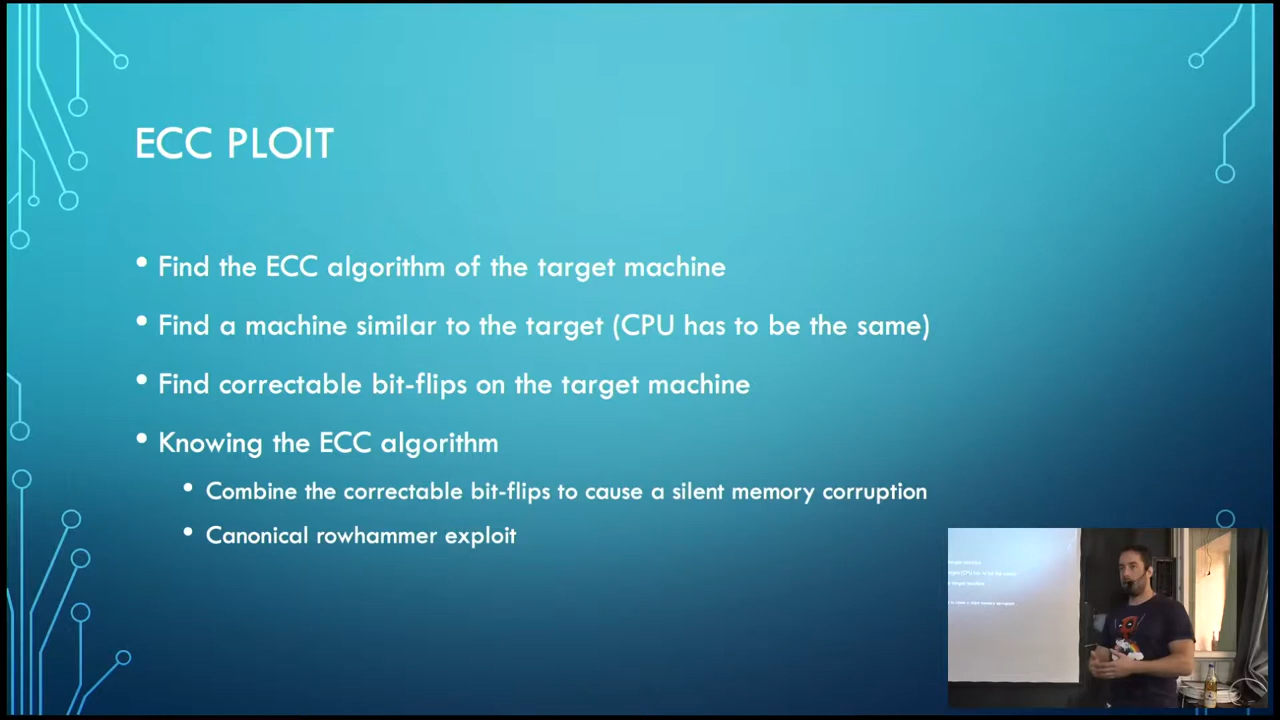 ECC PLOIT
• Find the ECC algorithm of the target machine
• Find a machine similar to the target (CPU has to be the same)
• Find correctable bit-flips on the target machine
• Knowing the ECC algorithm
• Combine the correctable bit-flips to cause a silent memory corruption
• Canonical rowhammer exploit